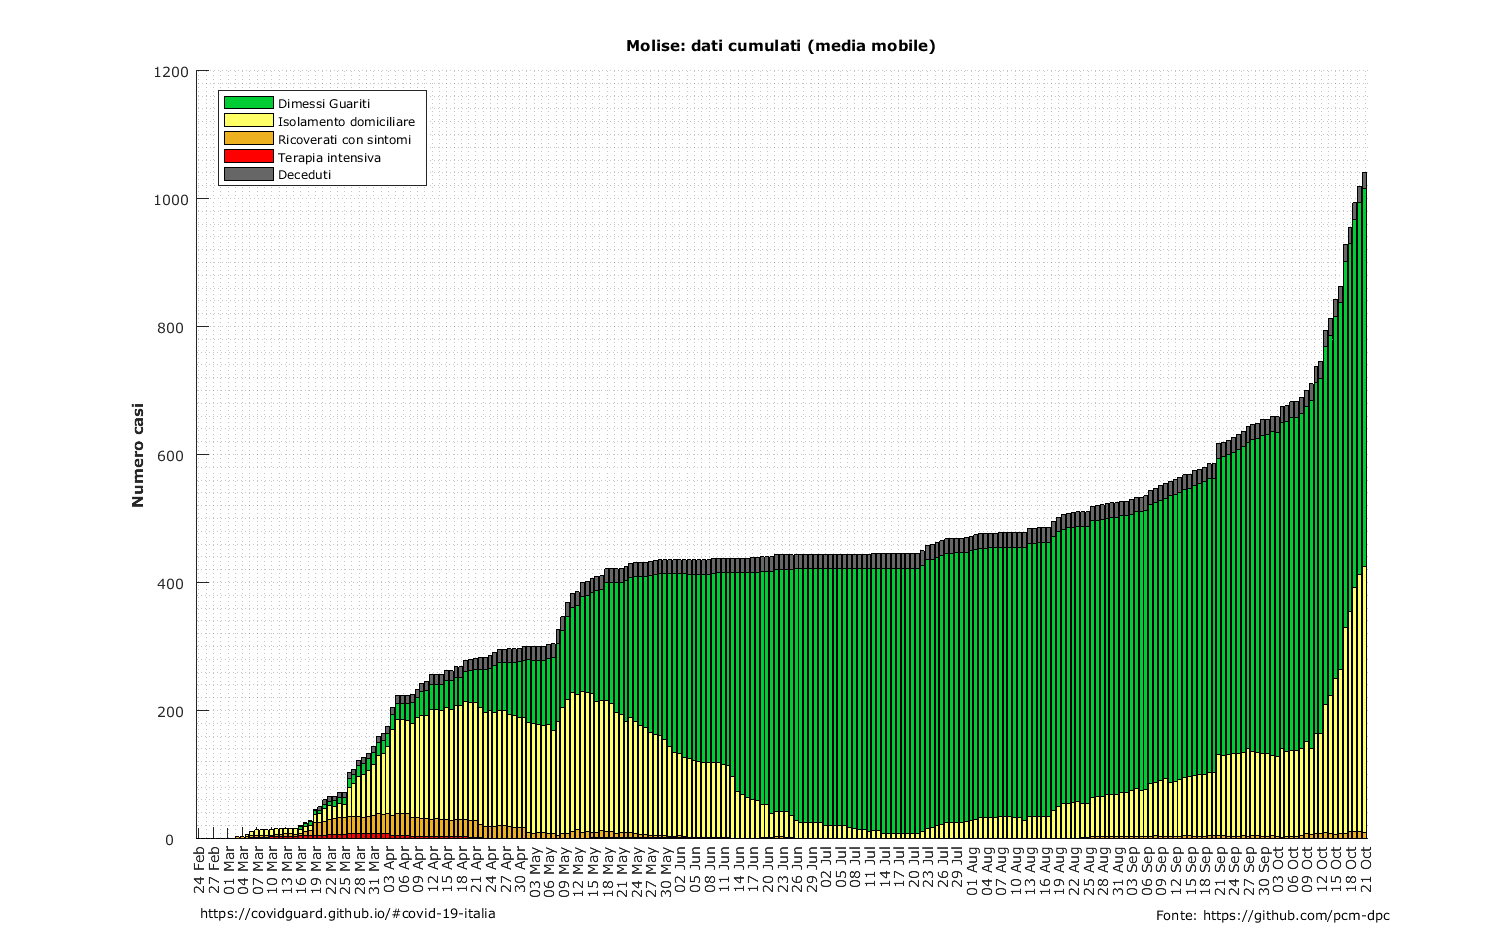 Molise: dati cumulati (media mobile)
1200
1000
800
600
400
200
0
Numero casi
Dimessi Guariti
Isolamento domiciliare
Ricoverati con sintomi
Terapia intensiva
Deceduti
24 Feb
27 Feb
01 Mar
04 Mar
07 Mar
10 Mar
13 Mar
16 Mar
19 Mar
22 Mar
25 Mar
28 Mar
31 Mar
03 Apr
06 Apr
09 Apr
12 Apr
15 Apr
18 Apr
21 Apr
24 Apr
27 Apr
30 Apr
03 May
06 May
09 May
12 May
15 May
18 May
21 May
24 May
27 May
30 May
02 Jun
05 Jun
08 Jun
11 Jun
14 Jun
17 Jun
20 Jun
23 Jun
26 Jun
29 Jun
02 Jul
05 Jul
08 Jul
11 Jul
14 Jul
17 Jul
20 Jul
23 Jul
26 Jul
29 Jul
01 Aug
04 Aug
07 Aug
10 Aug
13 Aug
16 Aug
19 Aug
22 Aug
25 Aug
28 Aug
31 Aug
03 Sep
06 Sep
09 Sep
12 Sep
15 Sep
18 Sep
21 Sep
24 Sep
27 Sep
30 Sep
03 Oct
06 Oct
09 Oct
12 Oct
15 Oct
18 Oct
21 Oct
https://covidguard.github.io/#covid-19-italia
Fonte: https://github.com/pcm-dpc